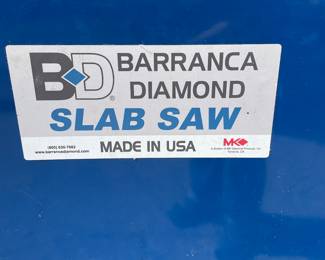 BD® BARRANCA
DIAMOND
SLAB SAW
MADE IN USA
www.barrancadiamond.com
MK